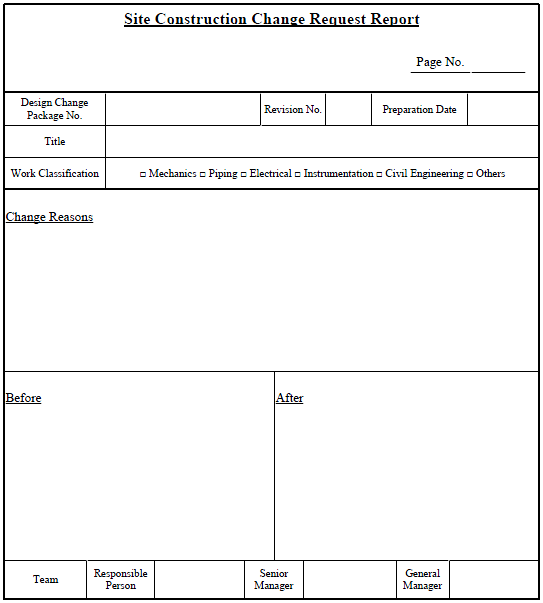 Site Construction Change Request Report
Page No.
Design Change
Package No.
Revision No.
Preparation Date
Title
Work Classification
□ Mechanics □ Piping □ Electrical □ Instrumentation □ Civil Engineering □ Others
Change Reasons
Before
After
Team
Responsible
Person
Senior
Manager
General
Manager